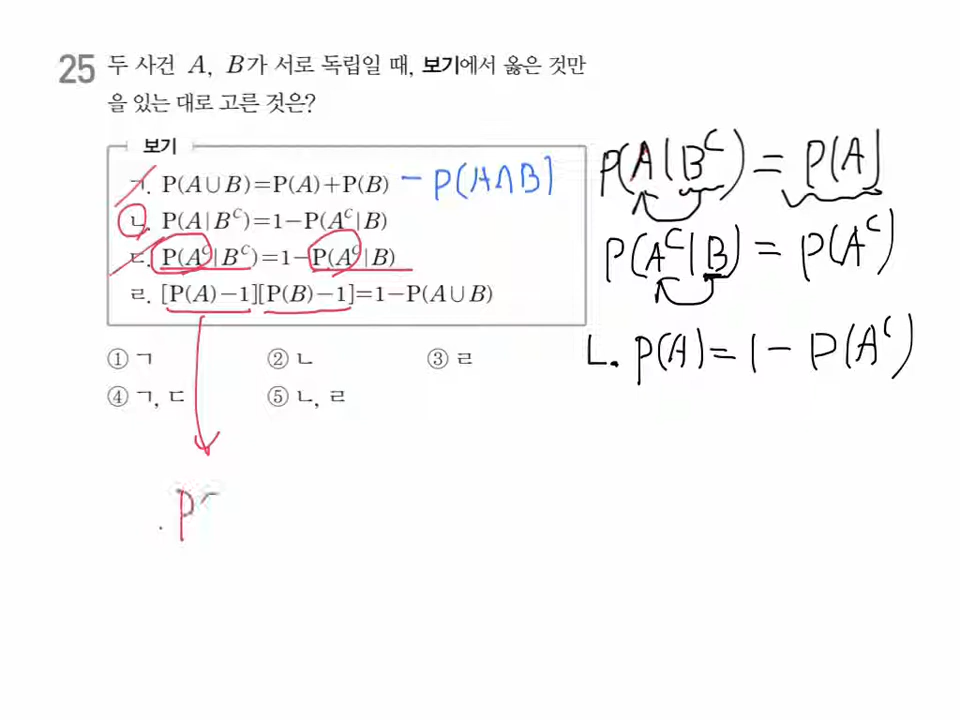 25 두 사건 A, B가 서로 독립일 때, 보기에서 옳은 것만
을 있는 대로 고른 것은?
보기
ㄱ. P(A∪B)=P(A)+P(B) − P(A∩B)
ㄴ. P(A|B^C)=1−P(A^C|B)
ㄷ. P(A^C|B^C)=1−P(A^C|B)
ㄹ. [P(A)−1][P(B)−1]=1−P(A∪B)
① ㄱ ② ㄴ ③ ㄹ
④ ㄱ, ㄷ ⑤ ㄴ, ㄹ
P(A|B^C) = P(A)
P(A^C|B) = P(A^C)
ㄴ. P(A) = 1 − P(A^C)
P